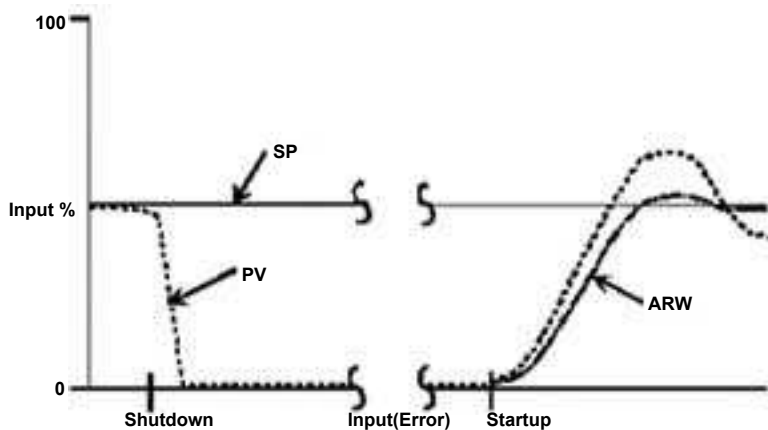 100
SP
Input %
PV
ARW
0
Shutdown
Input(Error)
Startup